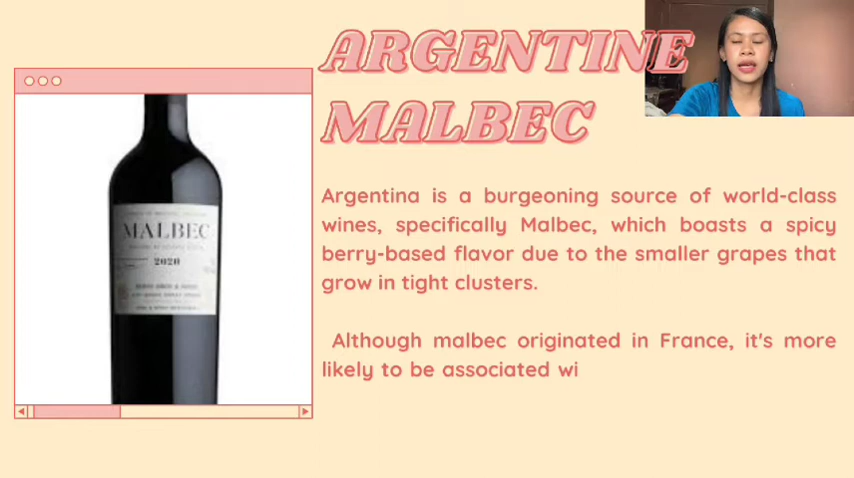 ARGENTINE
MALBEC
Argentina is a burgeoning source of world-class
wines, specifically Malbec, which boasts a spicy
berry-based flavor due to the smaller grapes that
grow in tight clusters.
Although malbec originated in France, it's more
likely to be associated wi
MALBEC
2020